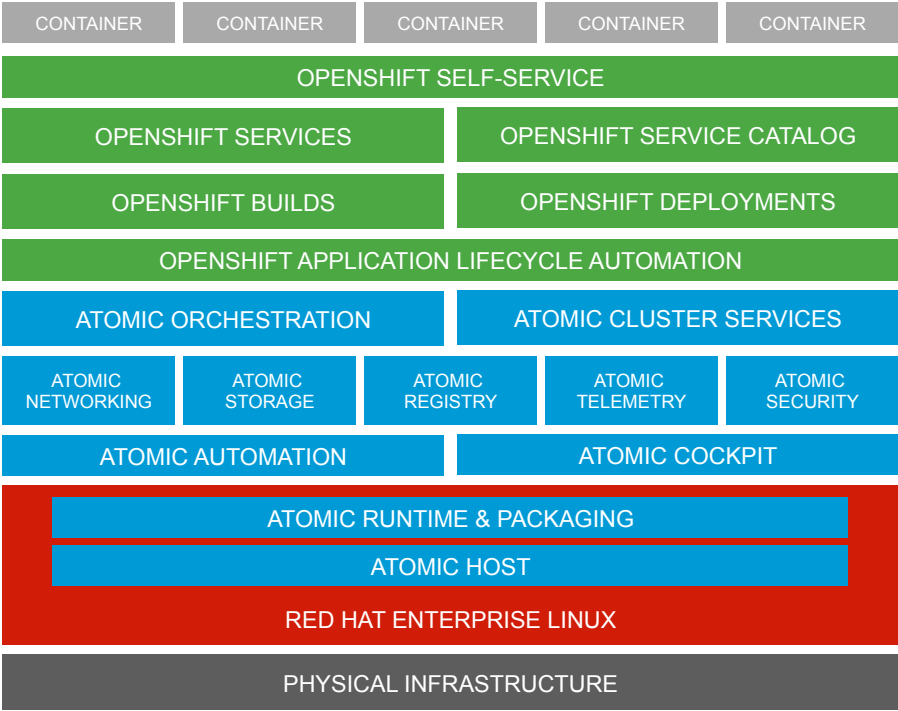 CONTAINER CONTAINER CONTAINER CONTAINER CONTAINER
OPENSHIFT SELF-SERVICE
OPENSHIFT SERVICES
OPENSHIFT SERVICE CATALOG
OPENSHIFT BUILDS
OPENSHIFT DEPLOYMENTS
OPENSHIFT APPLICATION LIFECYCLE AUTOMATION
ATOMIC ORCHESTRATION
ATOMIC CLUSTER SERVICES
ATOMIC
NETWORKING
ATOMIC
STORAGE
ATOMIC
REGISTRY
ATOMIC
TELEMETRY
ATOMIC
SECURITY
ATOMIC AUTOMATION
ATOMIC COCKPIT
ATOMIC RUNTIME & PACKAGING
ATOMIC HOST
RED HAT ENTERPRISE LINUX
PHYSICAL INFRASTRUCTURE